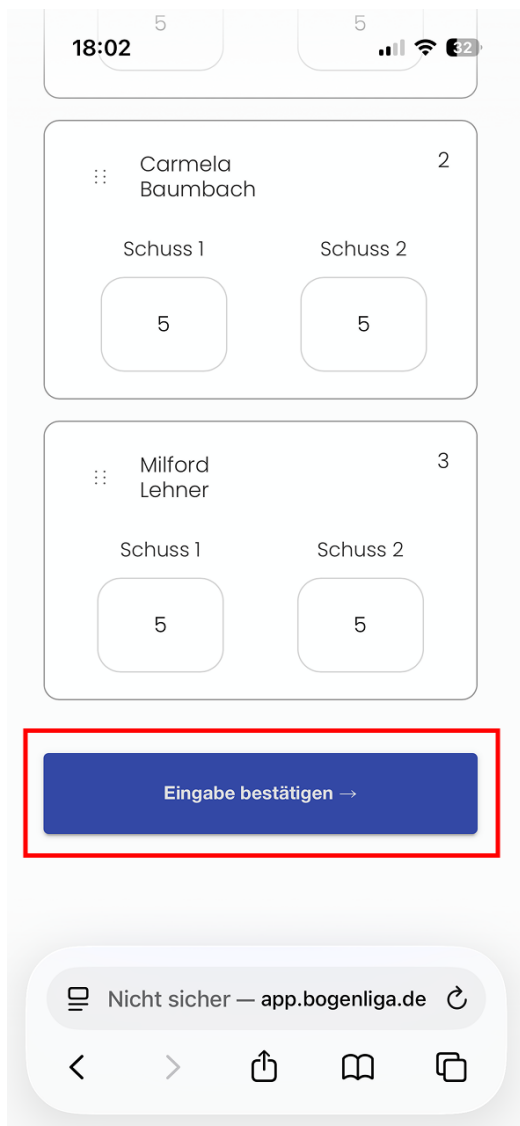 5 5
18:02 32
Carmela 2
Baumbach
Schuss 1 Schuss 2
5 5
Milford 3
Lehner
Schuss 1 Schuss 2
5 5
Eingabe bestätigen →
Nicht sicher — app.bogenliga.de